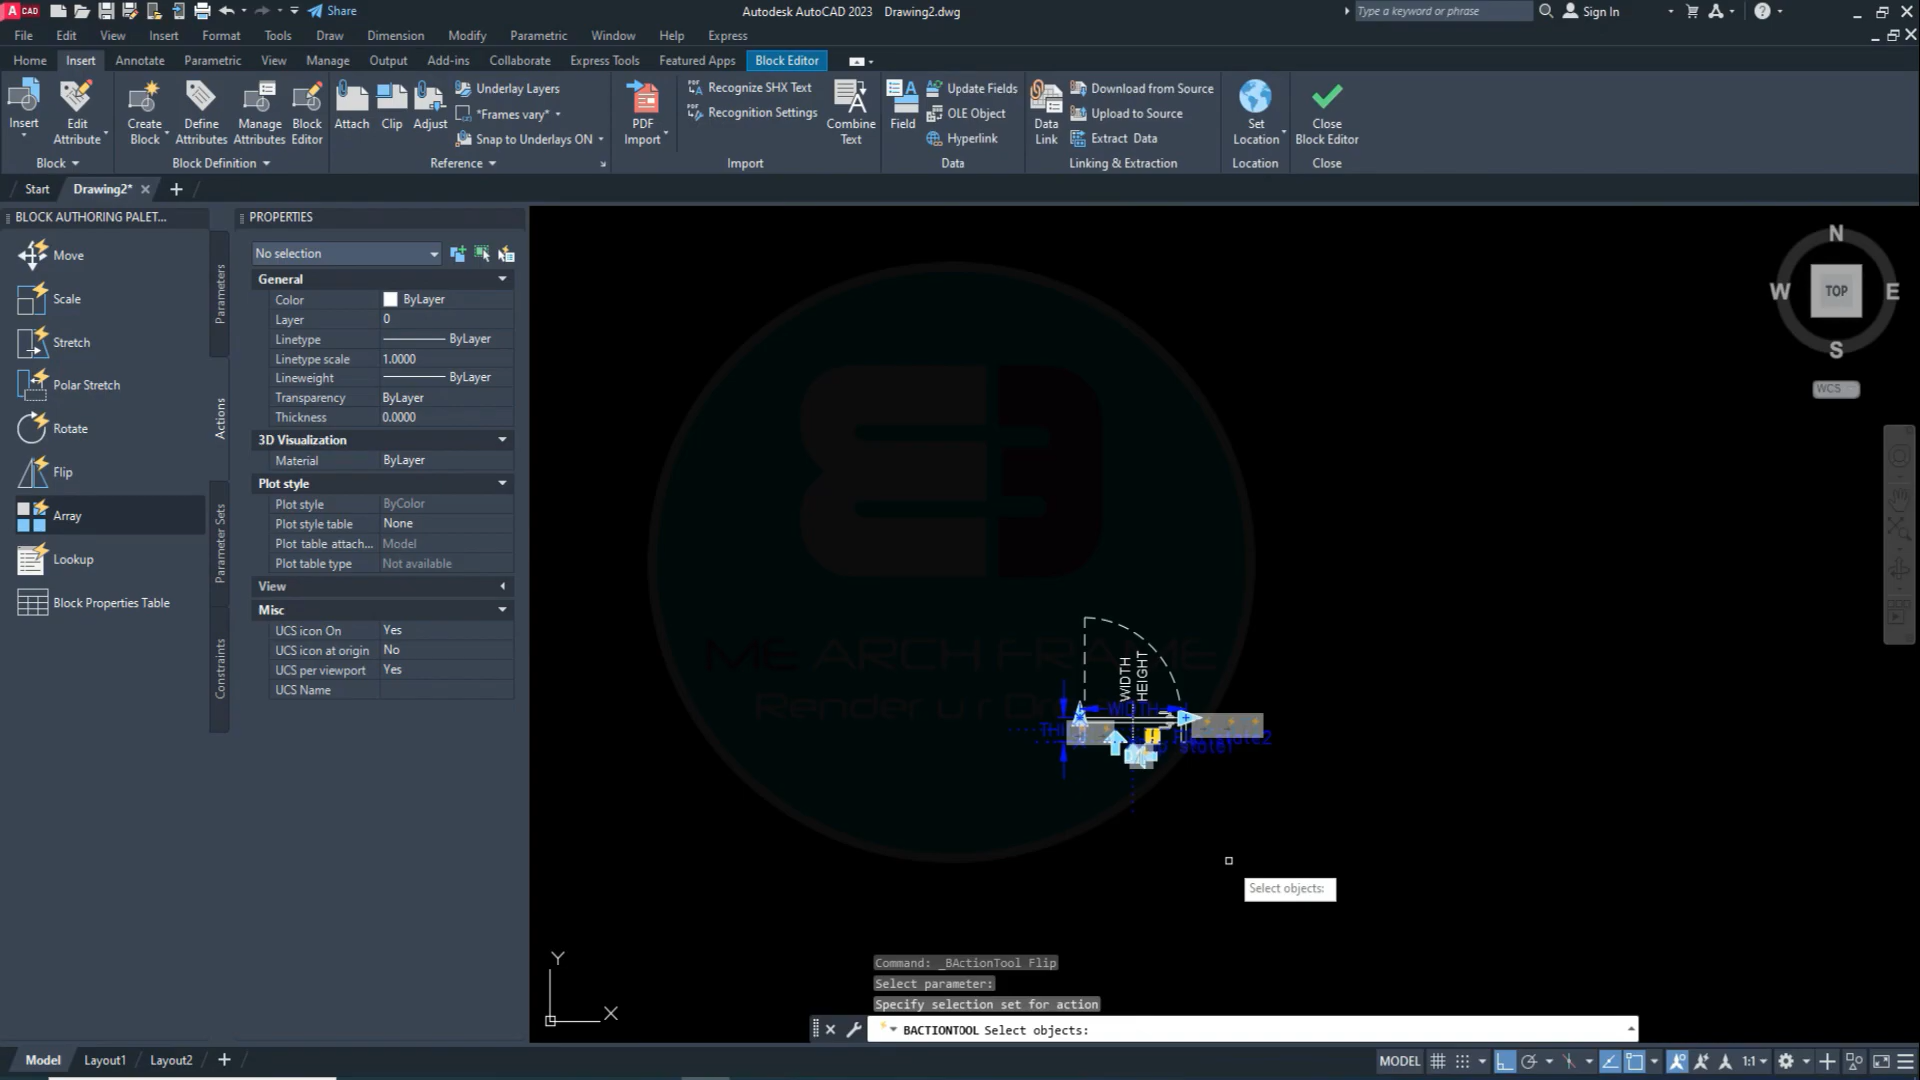 Share
Autodesk AutoCAD 2023 Drawing2.dwg
Type a keyword or phrase
Sign In
File Edit View Insert Format Tools Draw Dimension Modify Parametric Window Help Express
Home Insert Annotate Parametric View Manage Output Add-ins Collaborate Express Tools Featured Apps Block Editor
Insert
Edit
Attribute
Create
Block
Define
Attributes
Manage
Attributes
Block
Editor
Attach
Clip
Adjust
Underlay Layers
*Frames vary*
Snap to Underlays ON
PDF
Import
Recognize SHX Text
Recognition Settings
Combine
Text
Field
Update Fields
OLE Object
Hyperlink
Data
Link
Download from Source
Upload to Source
Extract Data
Set
Location
Close
Block Editor
Block
Block Definition
Reference
Import
Data
Linking & Extraction
Location
Close
Start
Drawing2*
BLOCK AUTHORING PALET...
Move
Scale
Stretch
Polar Stretch
Rotate
Flip
Array
Lookup
Block Properties Table
Parameters
Actions
Parameter Sets
Constraints
PROPERTIES
No selection
General
Color ByLayer
Layer 0
Linetype ByLayer
Linetype scale 1.0000
Lineweight ByLayer
Transparency ByLayer
Thickness 0.0000
3D Visualization
Material ByLayer
Plot style
Plot style ByColor
Plot style table None
Plot table attach... Model
Plot table type Not available
View
Misc
UCS icon On Yes
UCS icon at origin No
UCS per viewport Yes
UCS Name
N
W TOP E
S
WCS
ME ARCH FRAME
WIDTH
HEIGHT
WIDTH
Select objects:
Y
X
Command: _BActionTool Flip
Select parameter:
Specify selection set for action
BACTIONTOOL Select objects:
Model Layout1 Layout2
MODEL
1:1